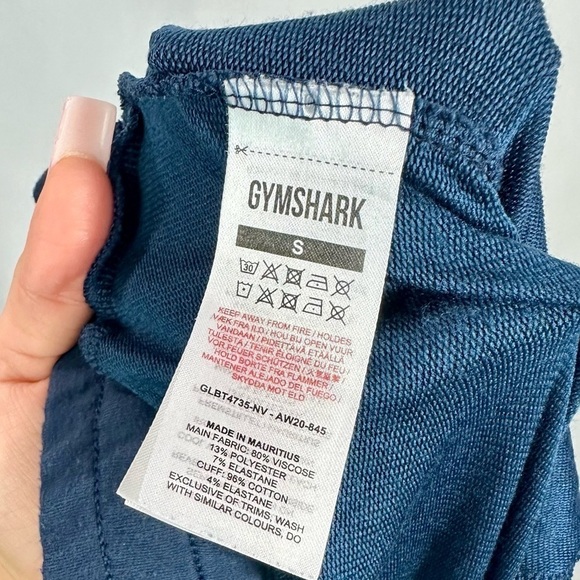 GYMSHARK
S
30
KEEP AWAY FROM FIRE / HOLDES
VÆK FRA ILD./ HOU BIJ OPEN VUUR
VANDAAN / PIDETTÄVÄ ETÄÄLLÄ
TULESTA / TENIR ÉLOIGNÉ DU FEU /
VOR FEUER SCHÜTZEN /
HOLD BORTE FRA FLAMMER /
MANTENER ALEJADO DEL FUEGO /
SKYDDA MOT ELD
GLBT4735-NV - AW20-845
MADE IN MAURITIUS
MAIN FABRIC: 80% VISCOSE
13% POLYESTER
7% ELASTANE
CUFF: 96% COTTON
4% ELASTANE
EXCLUSIVE OF TRIMS, WASH
WITH SIMILAR COLOURS, DO